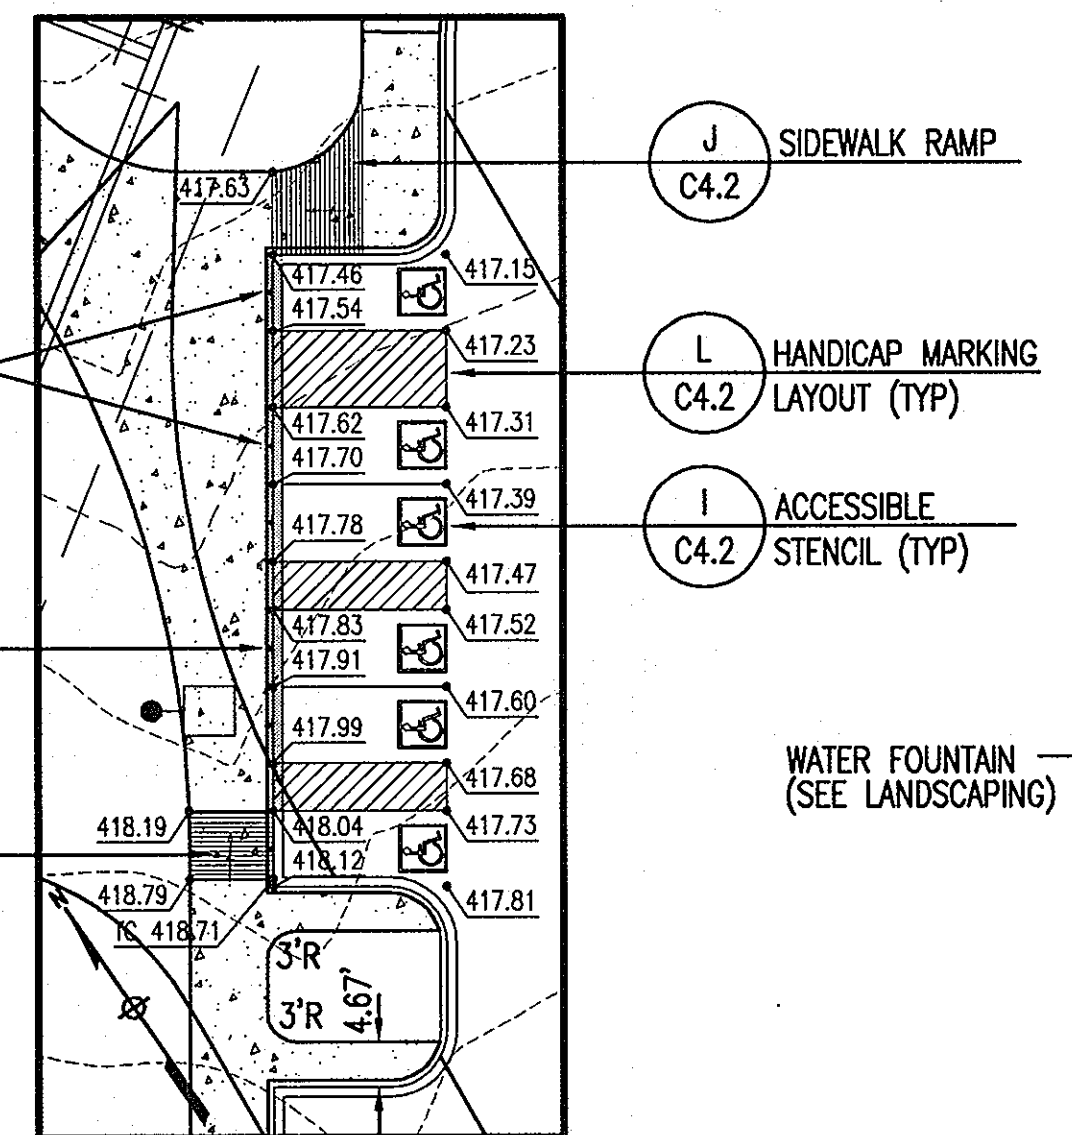 J
C4.2
SIDEWALK RAMP
417.63
417.46
417.15
417.54
417.23
L
C4.2
HANDICAP MARKING
LAYOUT (TYP)
417.62
417.31
417.70
417.39
I
C4.2
ACCESSIBLE
STENCIL (TYP)
417.78
417.47
417.83
417.52
417.91
417.60
417.99
417.68
WATER FOUNTAIN
(SEE LANDSCAPING)
418.19
418.04
417.73
418.12
418.79
417.81
TC 418.71
N
3'R
3'R
4.67'